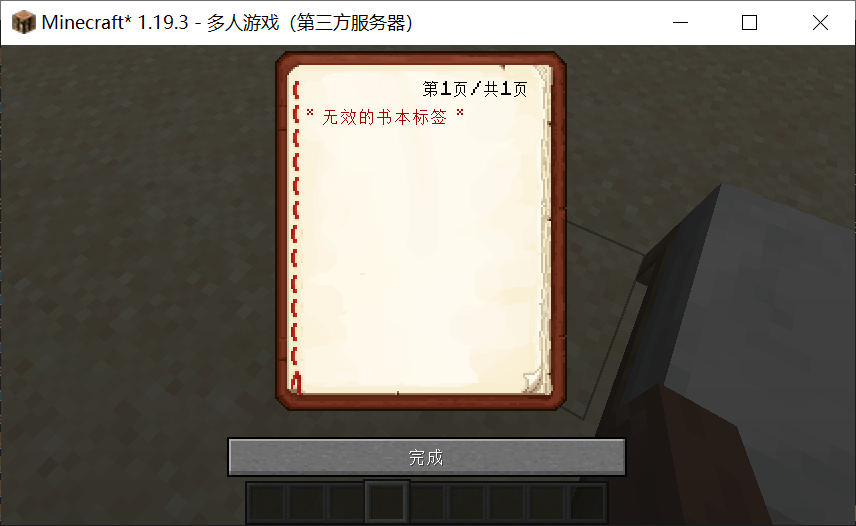 Minecraft* 1.19.3 - 多人游戏（第三方服务器）
第1页/共1页
* 无效的书本标签 *
完成